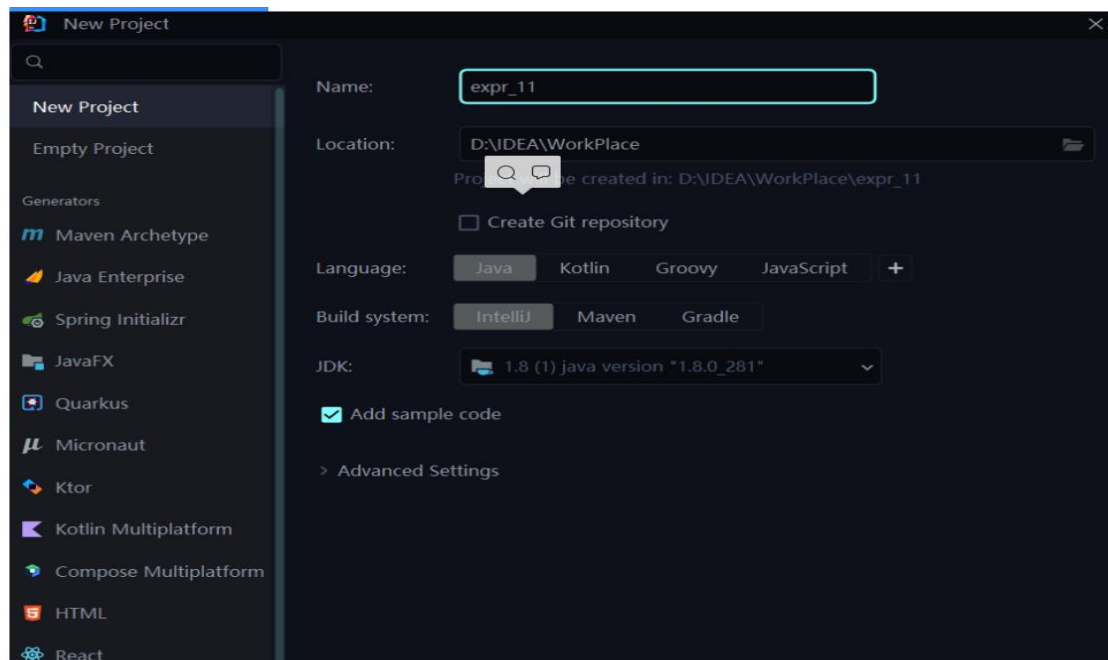 New Project
New Project
Empty Project
Generators
Maven Archetype
Java Enterprise
Spring Initializr
JavaFX
Quarkus
Micronaut
Ktor
Kotlin Multiplatform
Compose Multiplatform
HTML
React
Name: expr_11
Location: D:\IDEA\WorkPlace
be created in: D:\IDEA\WorkPlace\expr_11
Create Git repository
Language: Java Kotlin Groovy JavaScript +
Build system: IntelliJ Maven Gradle
JDK: 1.8 (1) java version "1.8.0_281"
Add sample code
> Advanced Settings